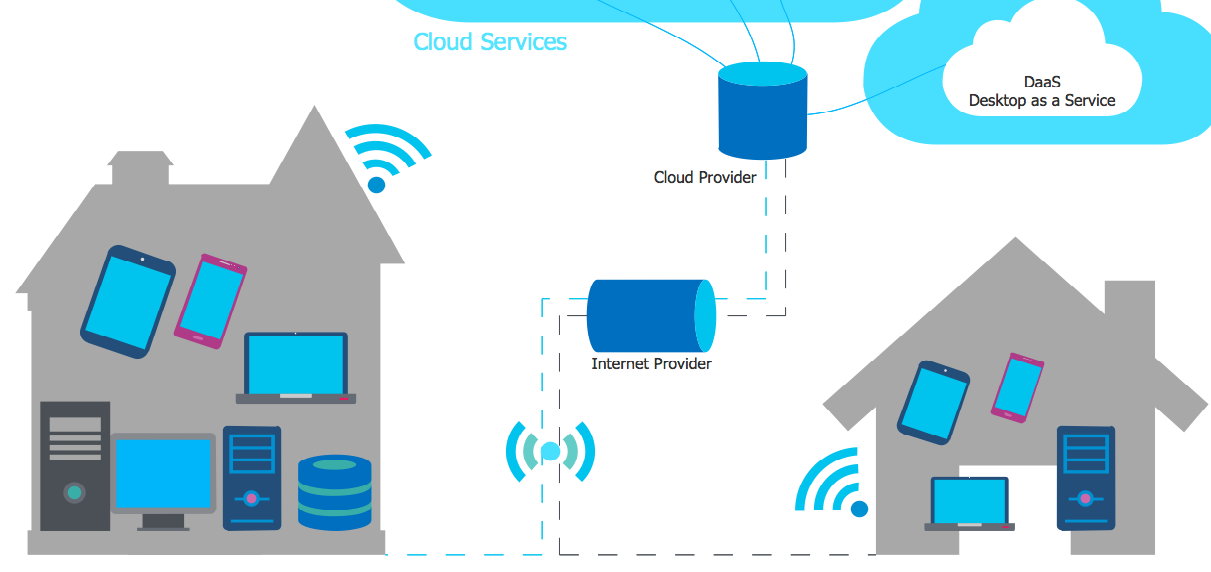 Cloud Services
DaaS
Desktop as a Service
Cloud Provider
Internet Provider